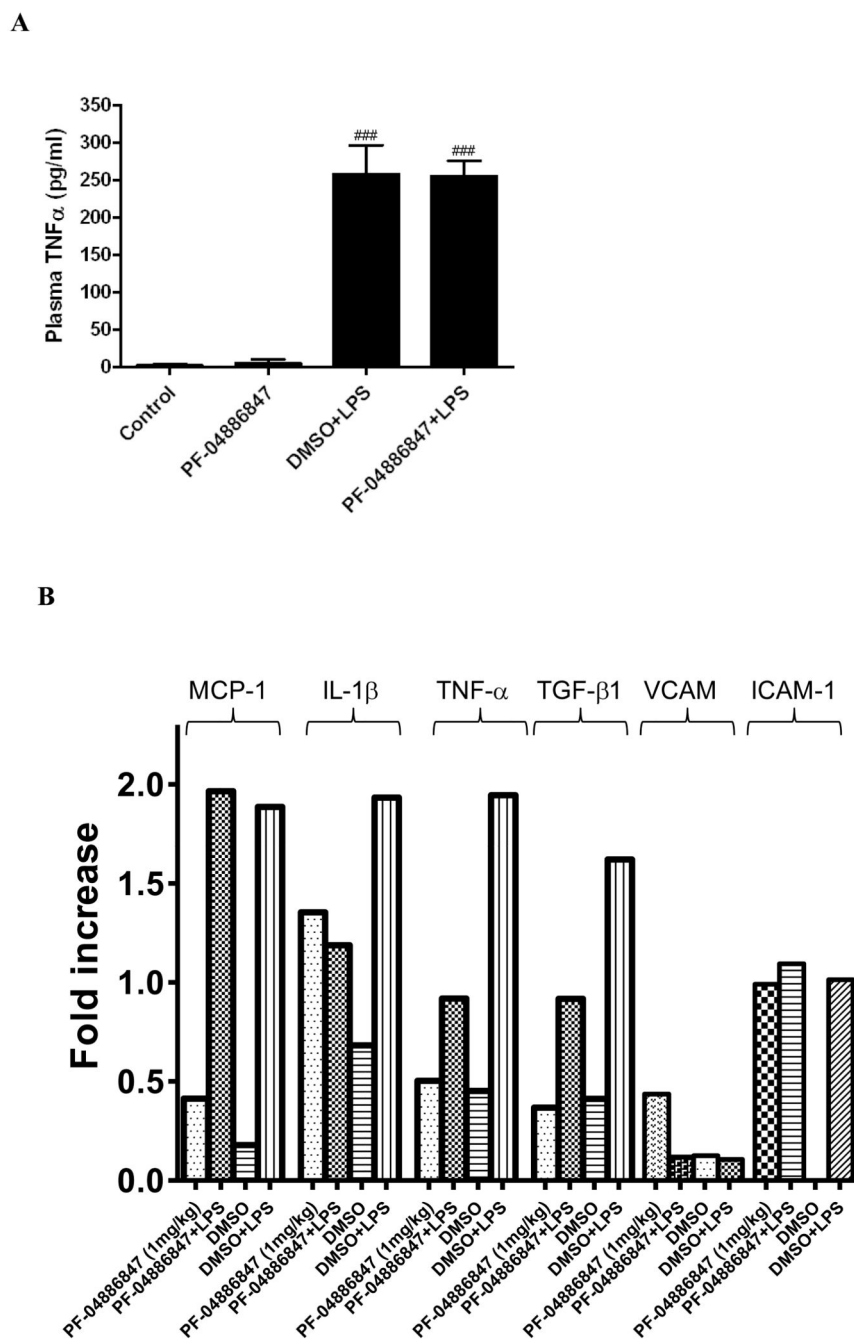 A
350
300
250
200
150
100
50
0
Plasma TNFα (pg/ml)
###
###
Control
PF-04886847
DMSO+LPS
PF-04886847+LPS
B
MCP-1 IL-1β TNF-α TGF-β1 VCAM ICAM-1
2.0
1.5
1.0
0.5
0.0
Fold increase
PF-04886847 (1mg/kg)
PF-04886847+LPS
DMSO
DMSO+LPS
PF-04886847 (1mg/kg)
PF-04886847+LPS
DMSO
DMSO+LPS
PF-04886847 (1mg/kg)
PF-04886847+LPS
DMSO
DMSO+LPS
PF-04886847 (1mg/kg)
PF-04886847+LPS
DMSO
DMSO+LPS
PF-04886847 (1mg/kg)
PF-04886847+LPS
DMSO
DMSO+LPS
PF-04886847 (1mg/kg)
PF-04886847+LPS
DMSO
DMSO+LPS